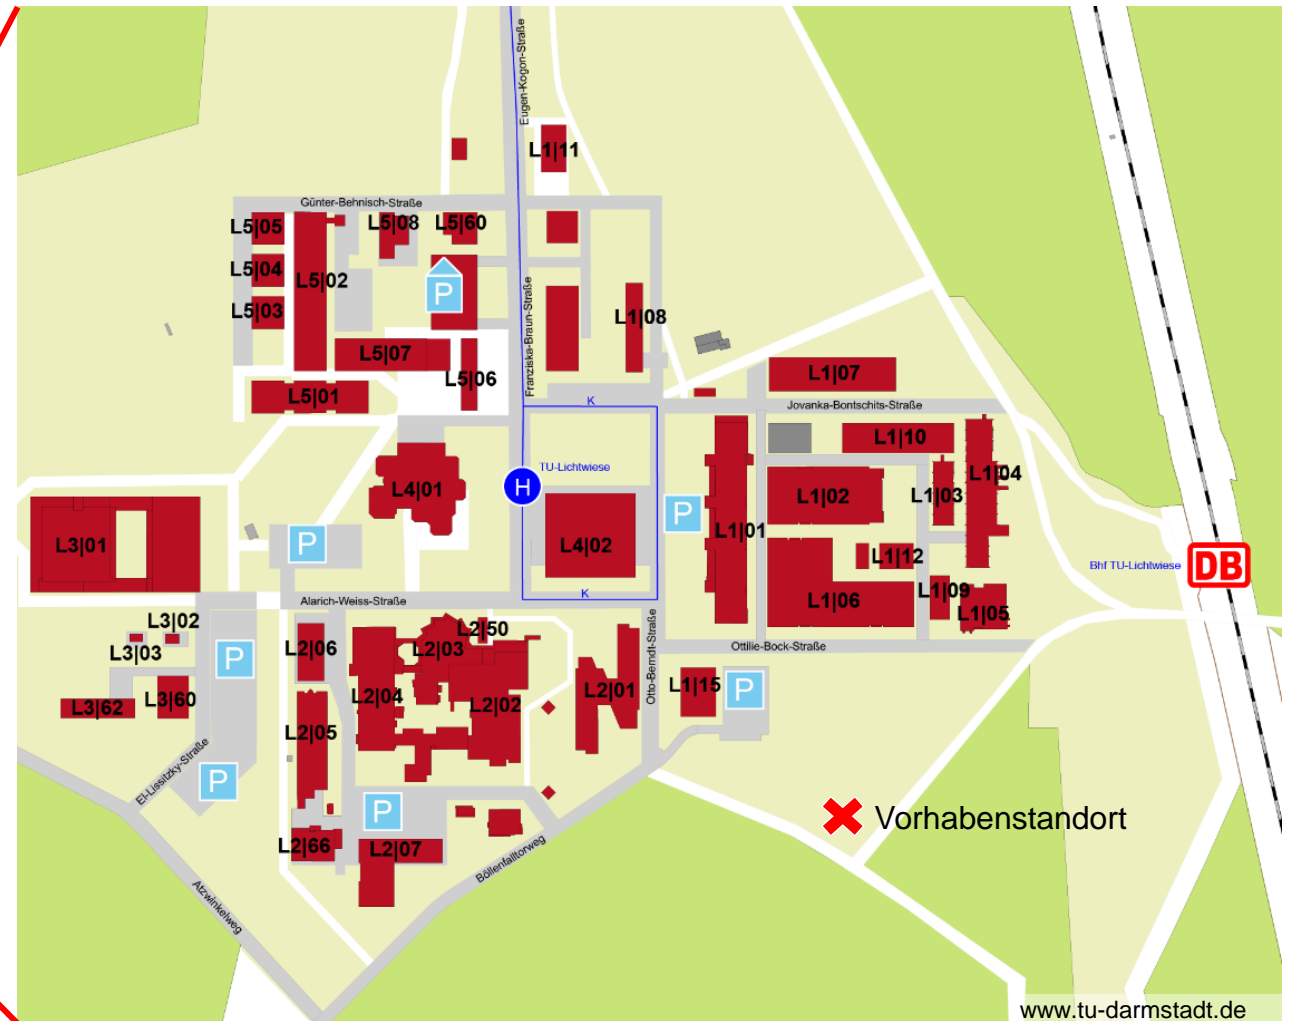 Eugen-Kogon-Straße
L1|11
Günter-Behnisch-Straße
L5|05
L5|08
L5|60
L5|04
L5|02
P
L5|03
Franziska-Braun-Straße
L1|08
L5|07
L5|06
L1|07
L5|01
K
Jovanka-Bontschits-Straße
L1|10
TU-Lichtwiese
H
L4|01
L1|04
L1|02
L1|03
P
L1|01
L3|01
P
L4|02
L1|12
Bhf TU-Lichtwiese
DB
K
L1|09
Alarich-Weiss-Straße
L1|06
L1|05
L3|02
L2|50
L3|03
L2|06
L2|03
Otto-Berndt-Straße
Ottilie-Bock-Straße
P
L2|04
L2|01
L1|15
P
L3|62
L3|60
L2|02
L2|05
El-Lissitzky-Straße
P
P
Vorhabenstandort
L2|66
L2|07
Böllenfalltorweg
Atzwinkelweg
www.tu-darmstadt.de